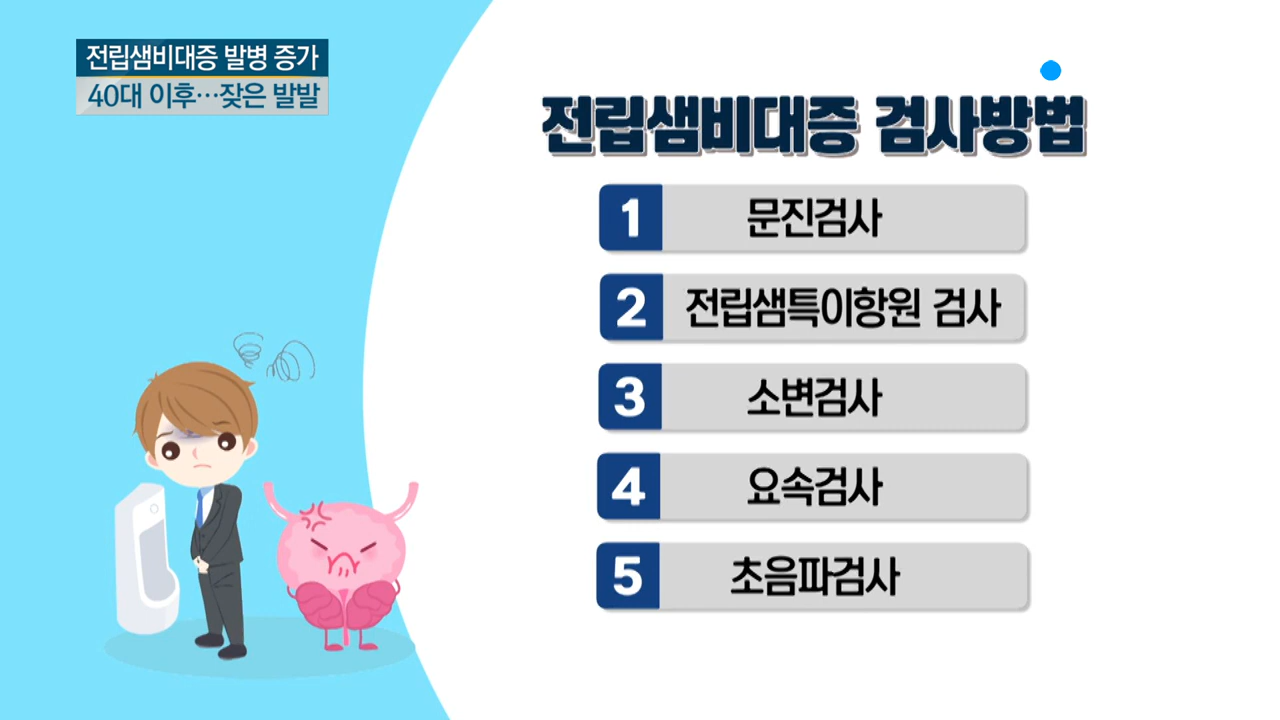 전립샘비대증 발병 증가
40대 이후…잦은 발발
전립샘비대증 검사방법
1 문진검사
2 전립샘특이항원 검사
3 소변검사
4 요속검사
5 초음파검사